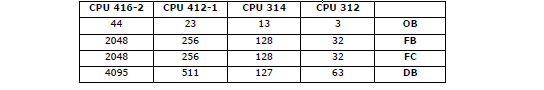 CPU 416-2 CPU 412-1 CPU 314 CPU 312
44 23 13 3 OB
2048 256 128 32 FB
2048 256 128 32 FC
4095 511 127 63 DB